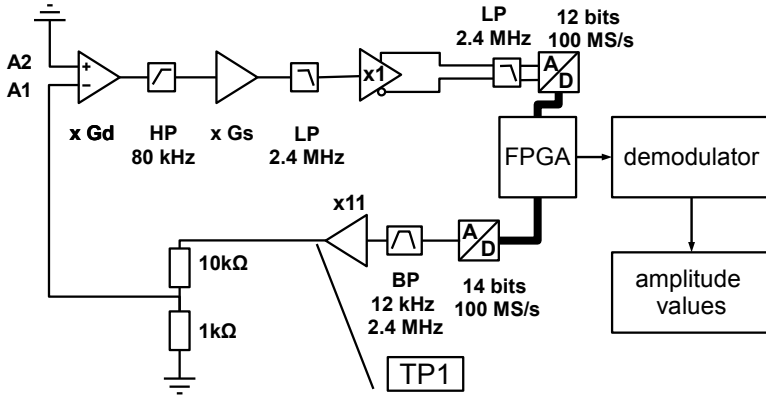 LP
2.4 MHz
12 bits
100 MS/s
A2
A1
+
−
x Gd
HP
80 kHz
x Gs
LP
2.4 MHz
x1
A
D
FPGA
demodulator
amplitude
values
x11
BP
12 kHz
2.4 MHz
A
D
14 bits
100 MS/s
10kΩ
1kΩ
TP1